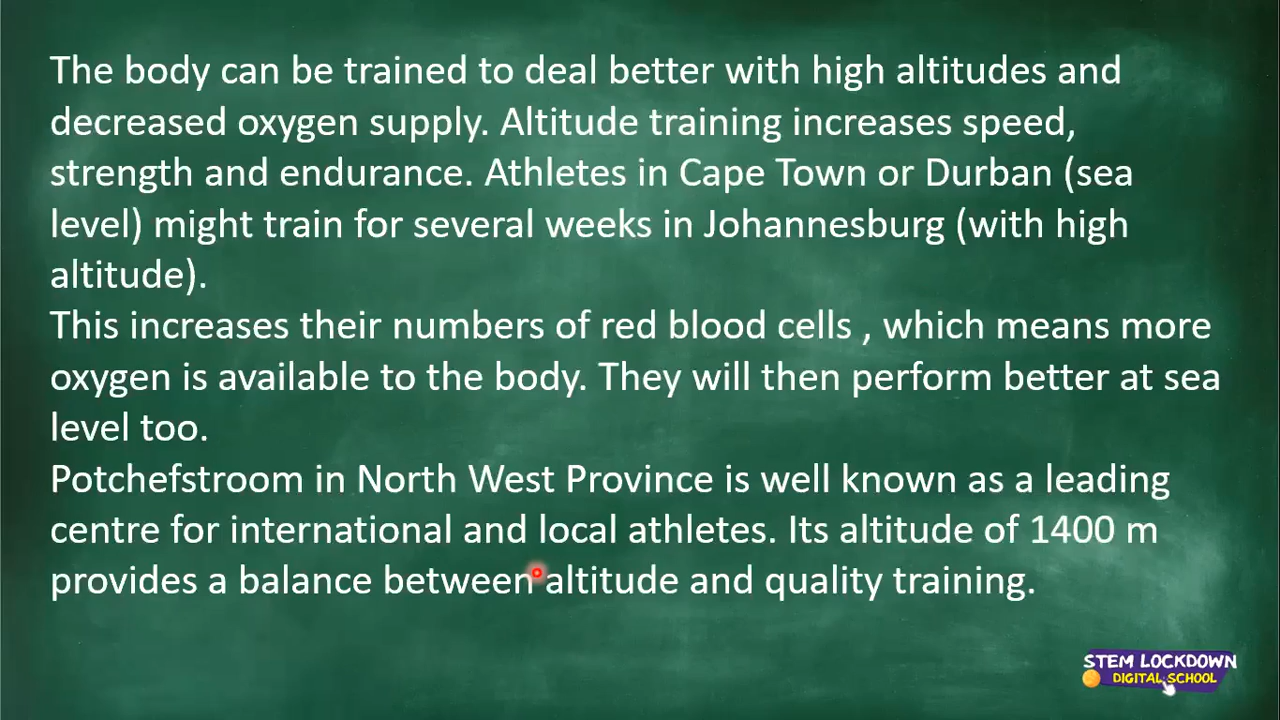 The body can be trained to deal better with high altitudes and
decreased oxygen supply. Altitude training increases speed,
strength and endurance. Athletes in Cape Town or Durban (sea
level) might train for several weeks in Johannesburg (with high
altitude).
This increases their numbers of red blood cells , which means more
oxygen is available to the body. They will then perform better at sea
level too.
Potchefstroom in North West Province is well known as a leading
centre for international and local athletes. Its altitude of 1400 m
provides a balance between altitude and quality training.
STEM LOCKDOWN
DIGITAL SCHOOL